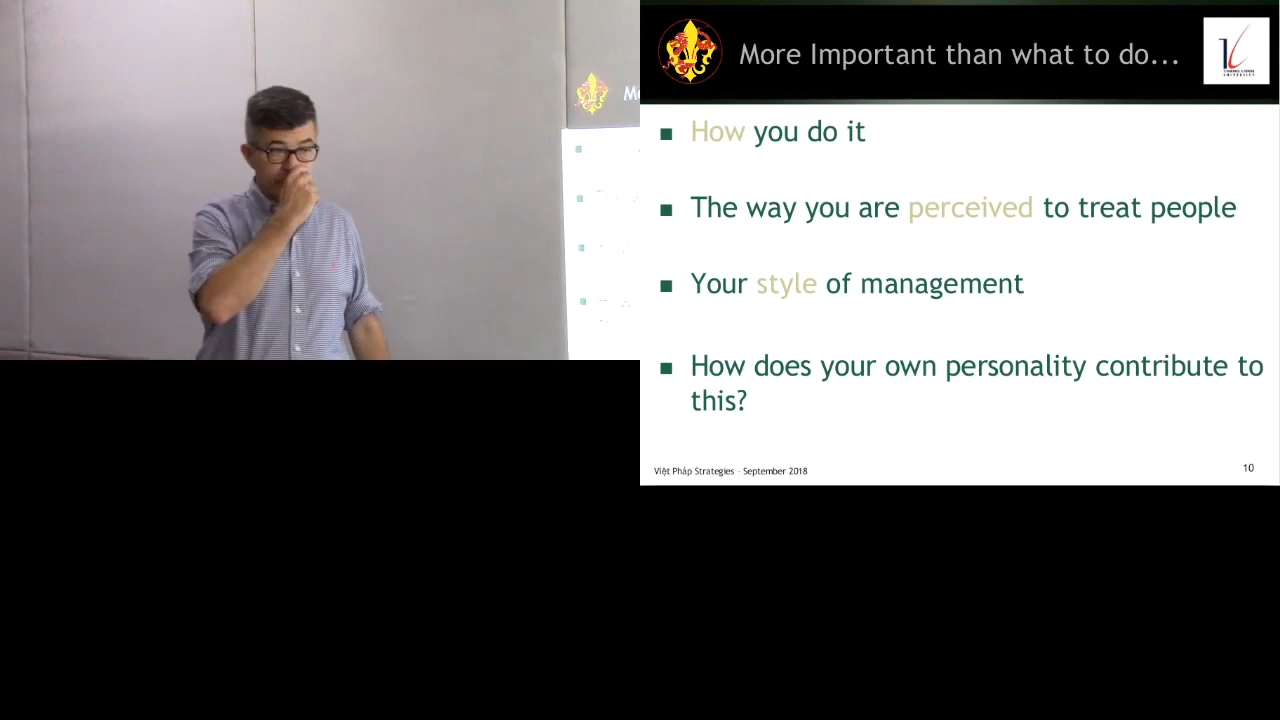 More Important than what to do...
How you do it
The way you are perceived to treat people
Your style of management
How does your own personality contribute to
this?
Việt Pháp Strategies - September 2018
10
UNIVERSITY